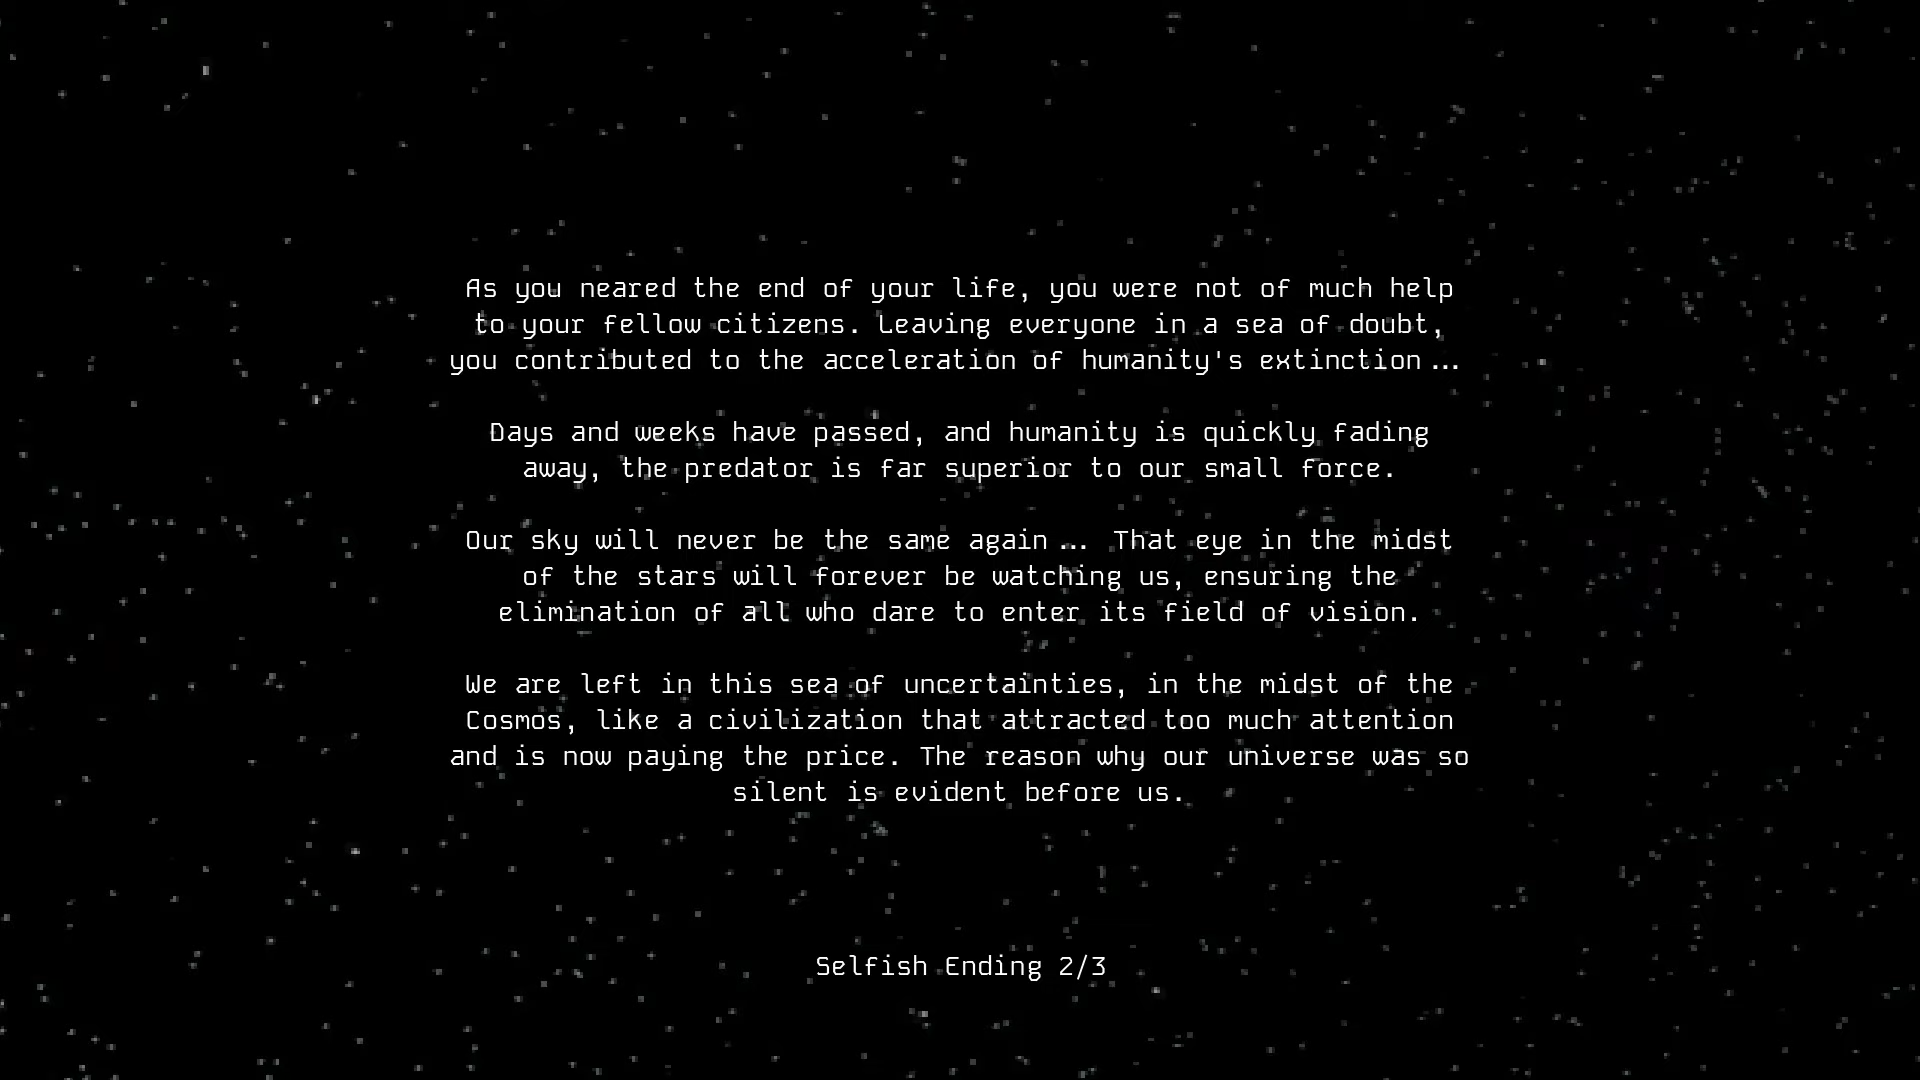 As you neared the end of your life, you were not of much help
to your fellow citizens. Leaving everyone in a sea of doubt,
you contributed to the acceleration of humanity's extinction...
Days and weeks have passed, and humanity is quickly fading
away, the predator is far superior to our small force.
Our sky will never be the same again... That eye in the midst
of the stars will forever be watching us, ensuring the
elimination of all who dare to enter its field of vision.
We are left in this sea of uncertainties, in the midst of the
Cosmos, like a civilization that attracted too much attention
and is now paying the price. The reason why our universe was so
silent is evident before us.
Selfish Ending 2/3